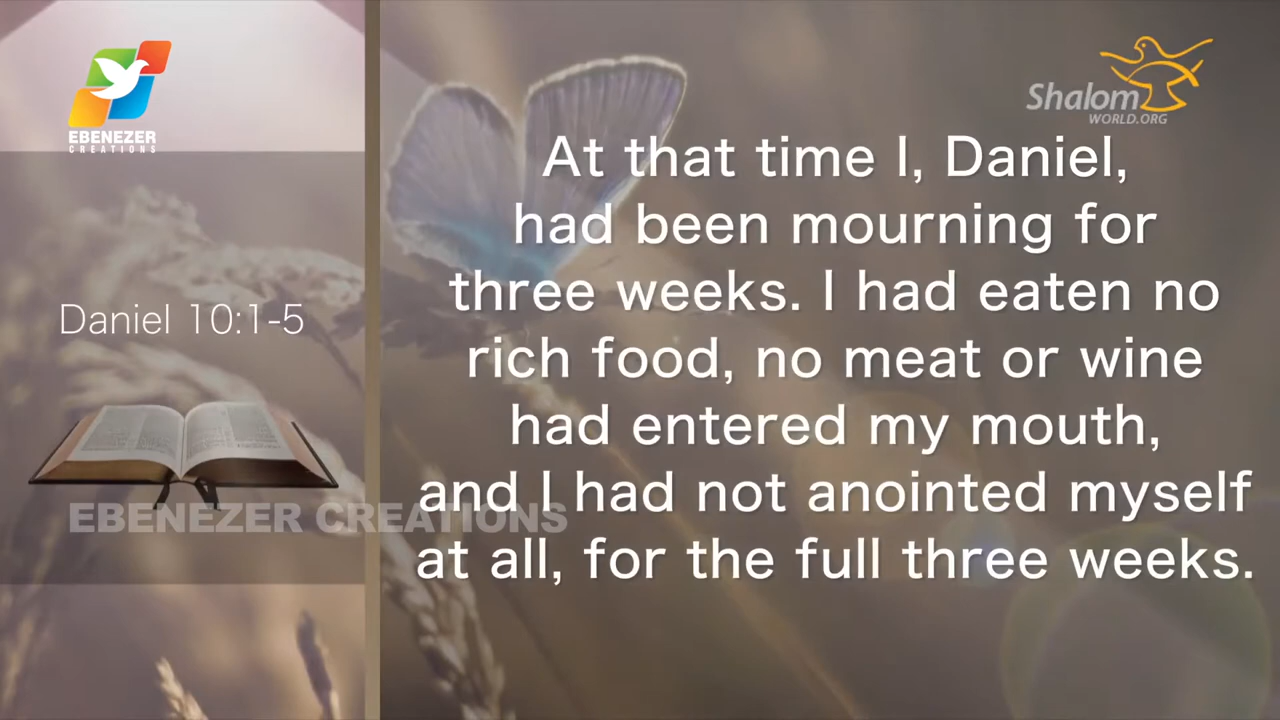 EBENEZER
CREATIONS
Shalom
WORLD.ORG
Daniel 10:1-5
At that time I, Daniel,
had been mourning for
three weeks. I had eaten no
rich food, no meat or wine
had entered my mouth,
and I had not anointed myself
at all, for the full three weeks.
EBENEZER CREATIONS